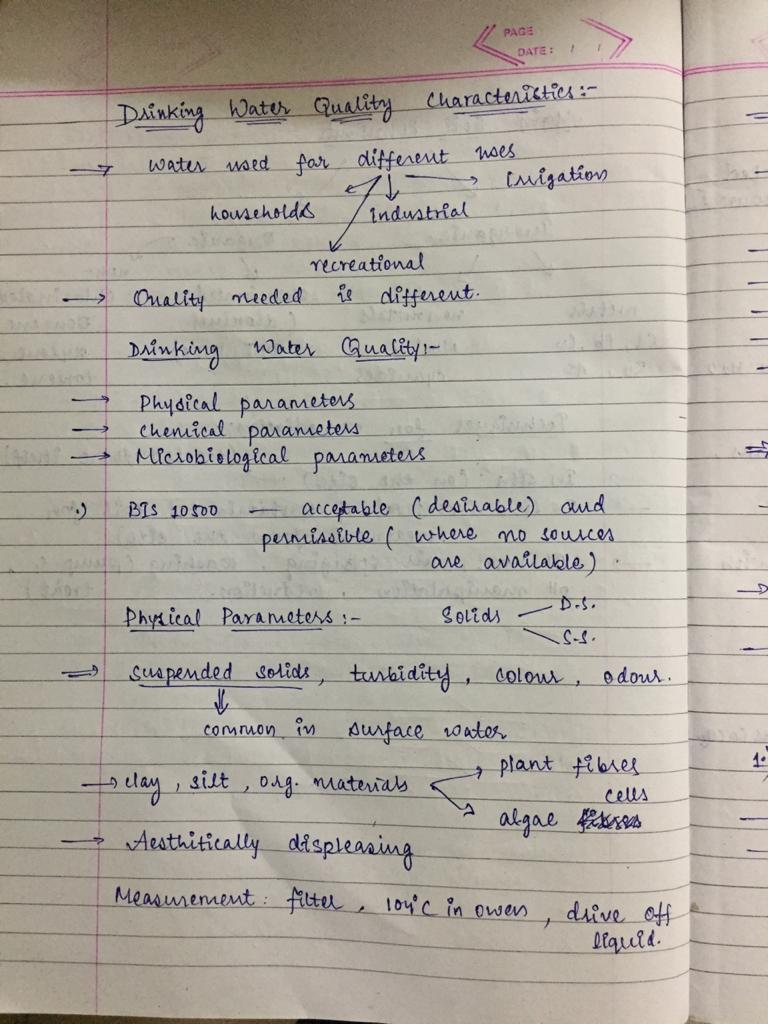 PAGE
DATE: / /
Drinking Water Quality Characteristics:-
→ Water used for different uses
Irrigation
households Industrial
recreational
→ Quality needed is different.
Drinking Water Quality:-
→ Physical parameters
→ Chemical parameters
→ Microbiological parameters
•) BIS 10500 — acceptable (desirable) and
permissible ( where no sources
are available) .
Physical Parameters :- Solids — D.S.
S.S.
⇒ Suspended solids, turbidity, colour, odour.
common in surface water
→ clay, silt, org. materials → plant fibres
cells
algae
→ Aesthitically displeasing
Measurement: filter, 104°C in owen, drive off
liquid.